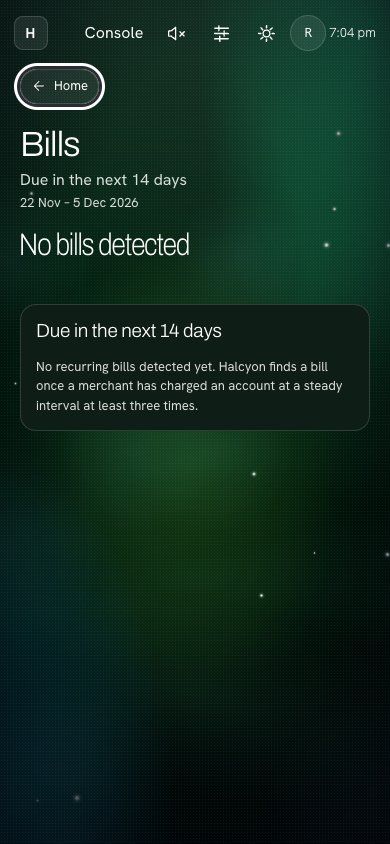 H Console R 7:04 pm
Home
Bills
Due in the next 14 days
22 Nov – 5 Dec 2026
No bills detected
Due in the next 14 days
No recurring bills detected yet. Halcyon finds a bill
once a merchant has charged an account at a steady
interval at least three times.